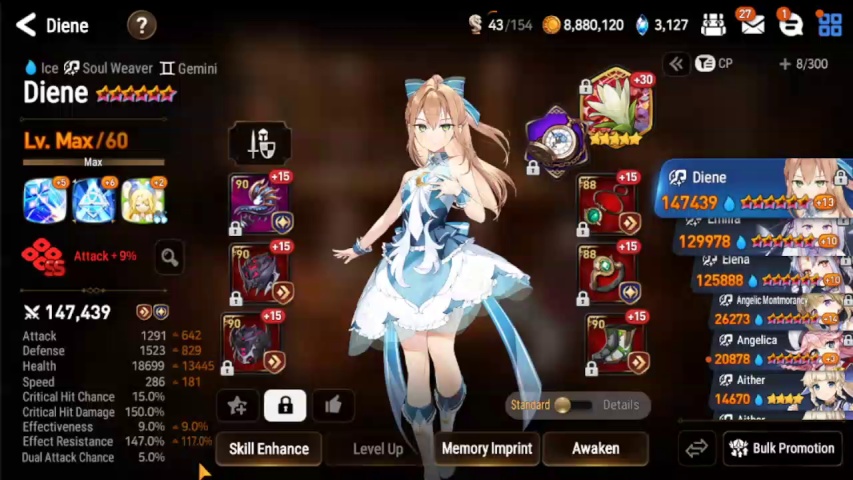 Diene
?
43/154
8,880,120
3,127
27
1
Ice Soul Weaver Gemini
Diene
Lv. Max/60
Max
+5 +6 +2
SS Attack + 9%
147,439
Attack 1291 642
Defense 1523 829
Health 18699 13445
Speed 286 181
Critical Hit Chance 15.0%
Critical Hit Damage 150.0%
Effectiveness 9.0% 9.0%
Effect Resistance 147.0% 117.0%
Dual Attack Chance 5.0%
90 +15
90 +15
90 +15
+30
88 +15
88 +15
90 +15
Standard Details
Skill Enhance
Level Up
Memory Imprint
Awaken
CP
+ 8/300
Diene
147439 +13
129978 +10
Elena
125888
Angelic Montmorancy
26273
Angelica
20878 +3
Aither
14670
Aither
Bulk Promotion